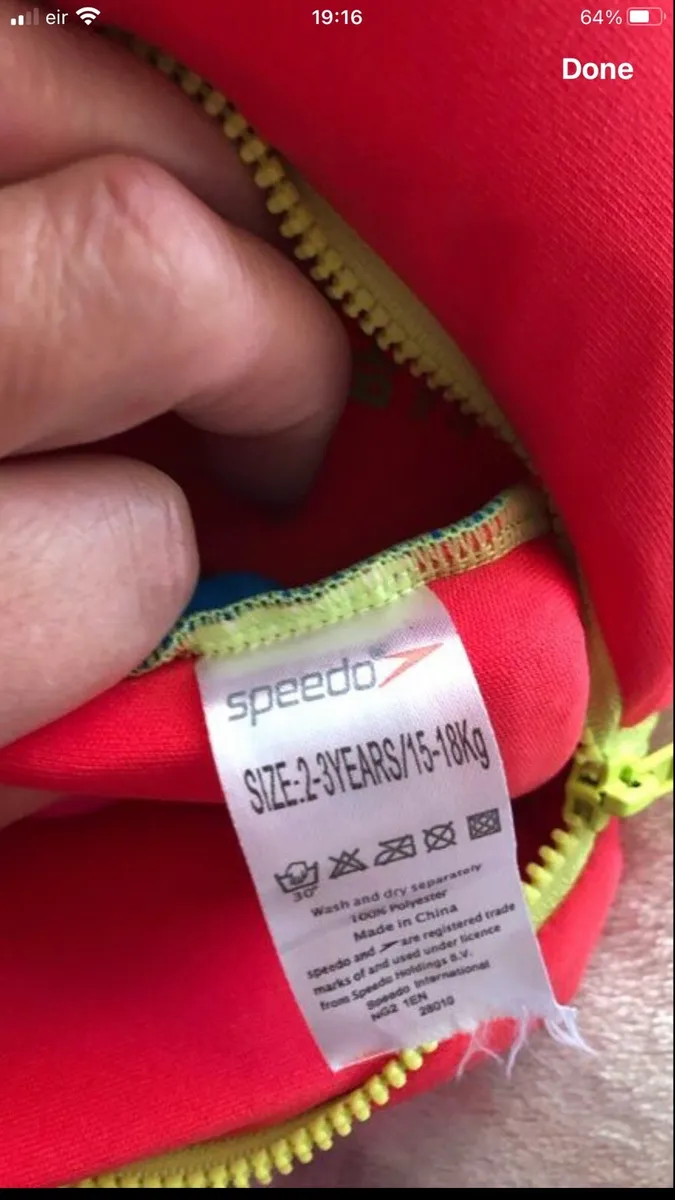 eir 19:16 64%
Done
speedo
SIZE:2-3YEARS/15-18Kg
30°
Wash and dry separately
100% Polyester
Made in China
speedo and are registered trade
marks of and used under licence
from Speedo Holdings B.V.
Speedo International
NG2 1EN
28010